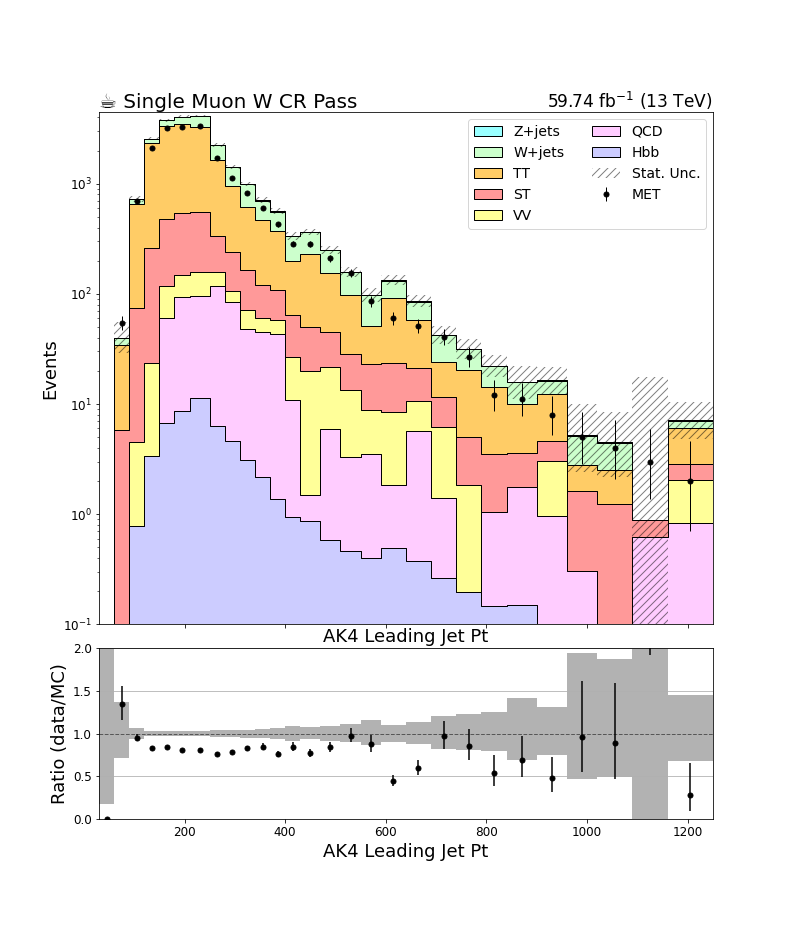 ☕ Single Muon W CR Pass 59.74 fb⁻¹ (13 TeV)
Z+jets
W+jets
TT
ST
VV
QCD
Hbb
Stat. Unc.
MET
Events
10³
10²
10¹
10⁰
10⁻¹
AK4 Leading Jet Pt
Ratio (data/MC)
2.0
1.5
1.0
0.5
0.0
200 400 600 800 1000 1200
AK4 Leading Jet Pt